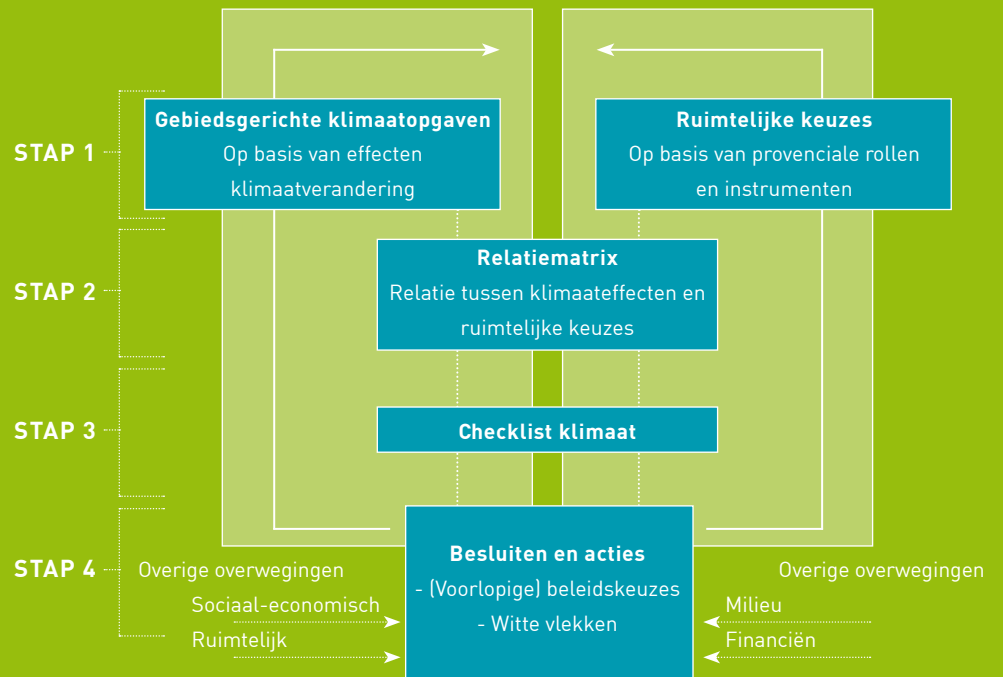 STAP 1
Gebiedsgerichte klimaatopgaven
Op basis van effecten
klimaatverandering
Ruimtelijke keuzes
Op basis van provenciale rollen
en instrumenten
STAP 2
Relatiematrix
Relatie tussen klimaateffecten en
ruimtelijke keuzes
STAP 3
Checklist klimaat
STAP 4
Overige overwegingen
Sociaal-economisch
Ruimtelijk
Besluiten en acties
- (Voorlopige) beleidskeuzes
- Witte vlekken
Overige overwegingen
Milieu
Financiën